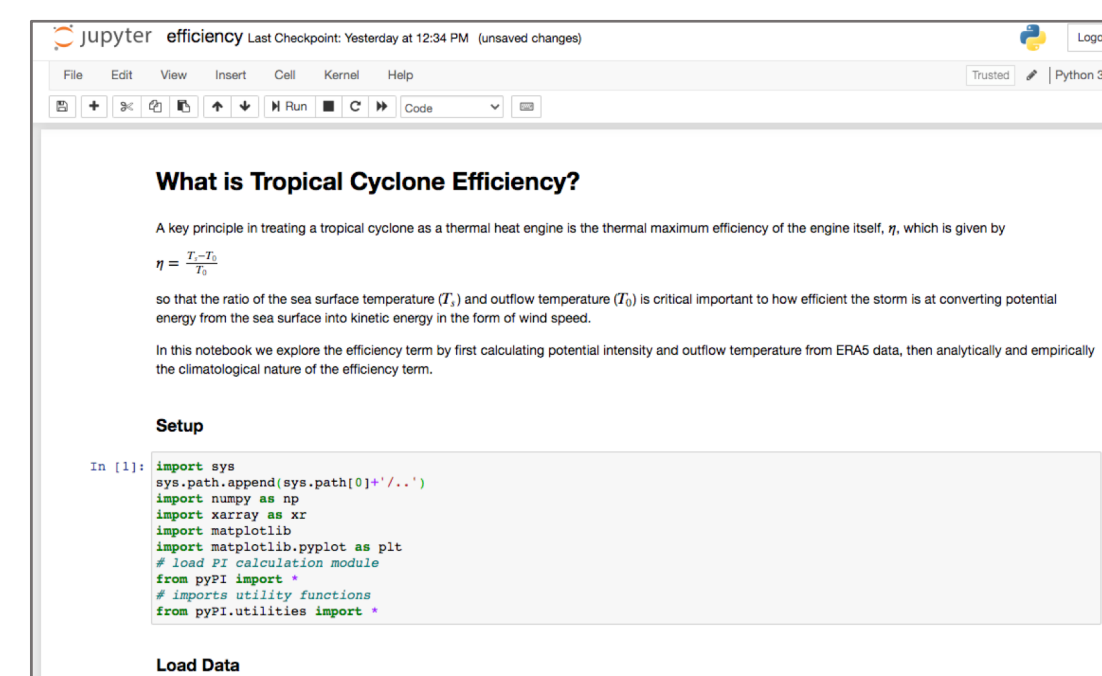 jupyter efficiency Last Checkpoint: Yesterday at 12:34 PM (unsaved changes) Logo
File Edit View Insert Cell Kernel Help Trusted Python 3
Run Code
What is Tropical Cyclone Efficiency?
A key principle in treating a tropical cyclone as a thermal heat engine is the thermal maximum efficiency of the engine itself, η, which is given by
η = \frac{T_s−T_0}{T_0}
so that the ratio of the sea surface temperature (T_s) and outflow temperature (T_0) is critical important to how efficient the storm is at converting potential
energy from the sea surface into kinetic energy in the form of wind speed.
In this notebook we explore the efficiency term by first calculating potential intensity and outflow temperature from ERA5 data, then analytically and empirically
the climatological nature of the efficiency term.
Setup
In [1]: import sys
sys.path.append(sys.path[0]+'/..')
import numpy as np
import xarray as xr
import matplotlib
import matplotlib.pyplot as plt
# load PI calculation module
from pyPI import *
# imports utility functions
from pyPI.utilities import *
Load Data